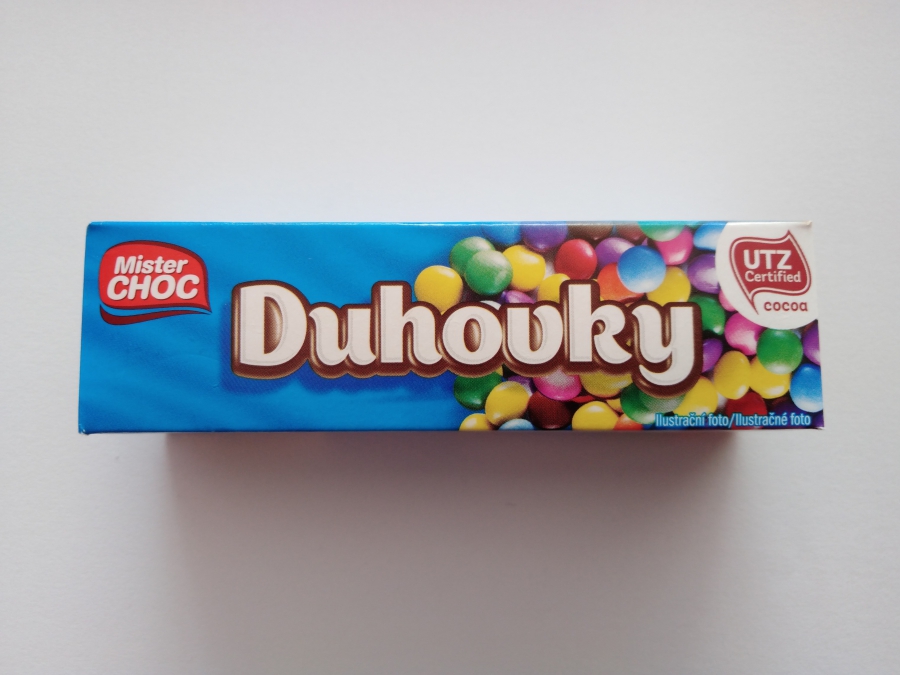 Mister
CHOC
Duhovky
UTZ
Certified
cocoa
Ilustrační foto/Ilustračné foto